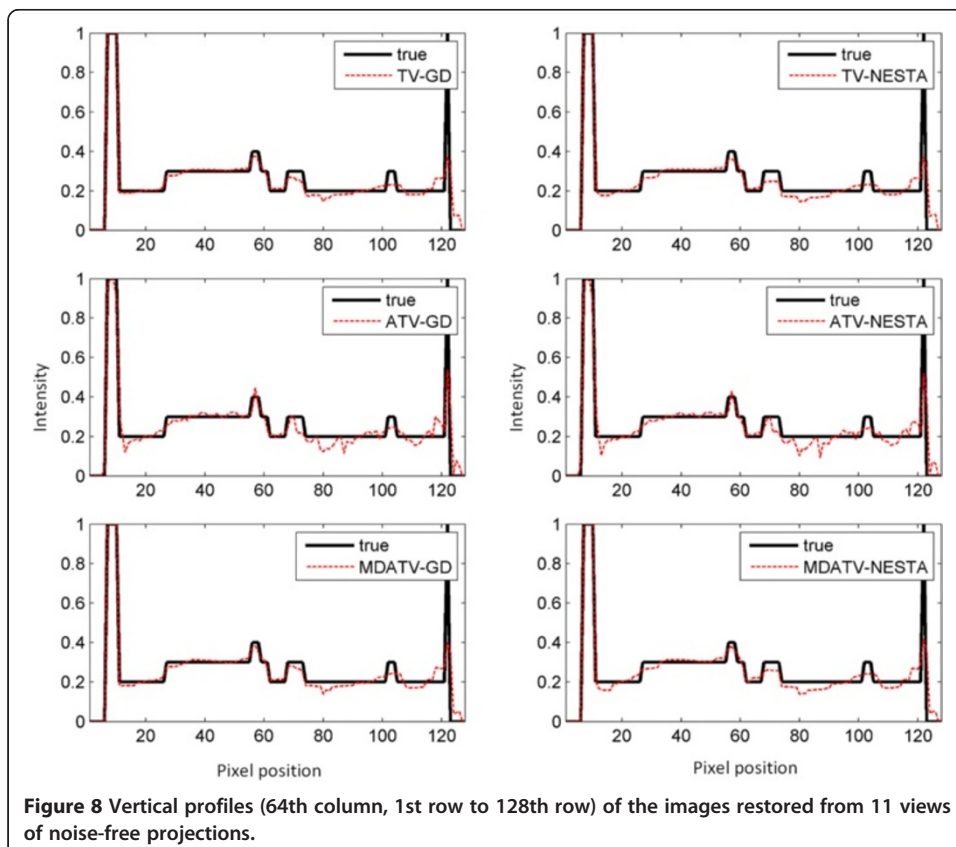 1
0.8
0.6
0.4
0.2
0
20 40 60 80 100 120
true
TV-GD
1
0.8
0.6
0.4
0.2
0
20 40 60 80 100 120
true
TV-NESTA
Intensity
1
0.8
0.6
0.4
0.2
0
20 40 60 80 100 120
true
ATV-GD
Intensity
1
0.8
0.6
0.4
0.2
0
20 40 60 80 100 120
true
ATV-NESTA
1
0.8
0.6
0.4
0.2
0
20 40 60 80 100 120
true
MDATV-GD
Pixel position
1
0.8
0.6
0.4
0.2
0
20 40 60 80 100 120
true
MDATV-NESTA
Pixel position
Figure 8 Vertical profiles (64th column, 1st row to 128th row) of the images restored from 11 views
of noise-free projections.